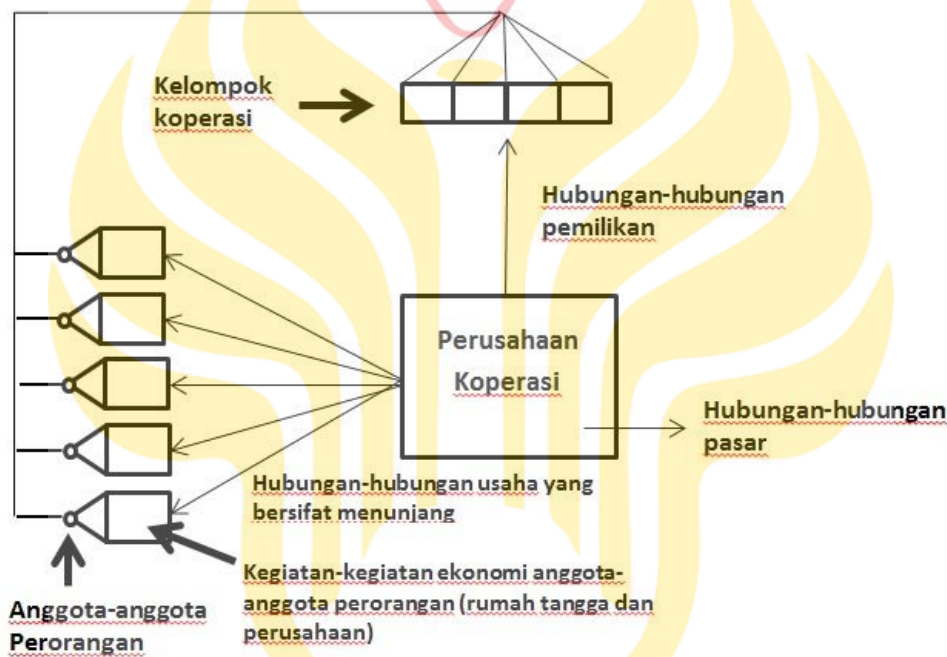 Kelompok
koperasi
Hubungan-hubungan
pemilikan
Perusahaan
Koperasi
Hubungan-hubungan
pasar
Hubungan-hubungan usaha yang
bersifat menunjang
Kegiatan-kegiatan ekonomi anggota-
anggota perorangan (rumah tangga dan
perusahaan)
Anggota-anggota
Perorangan